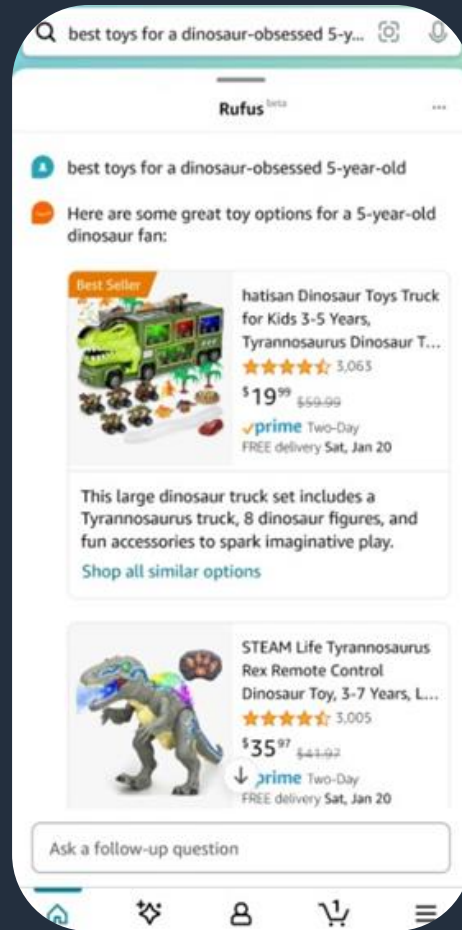 best toys for a dinosaur-obsessed 5-y...
Rufus beta
best toys for a dinosaur-obsessed 5-year-old
Here are some great toy options for a 5-year-old
dinosaur fan:
Best Seller
hatisan Dinosaur Toys Truck
for Kids 3-5 Years,
Tyrannosaurus Dinosaur T...
3,063
$1999 $59.99
prime Two-Day
FREE delivery Sat, Jan 20
This large dinosaur truck set includes a
Tyrannosaurus truck, 8 dinosaur figures, and
fun accessories to spark imaginative play.
Shop all similar options
STEAM Life Tyrannosaurus
Rex Remote Control
Dinosaur Toy, 3-7 Years, L...
3,005
$3597 $41.97
prime Two-Day
FREE delivery Sat, Jan 20
Ask a follow-up question
1